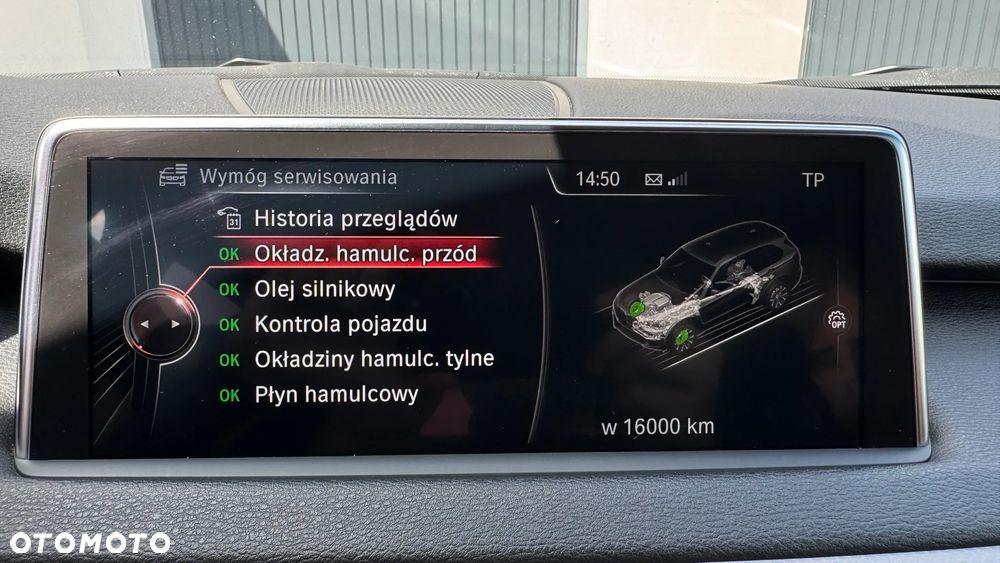 Wymóg serwisowania
14:50
TP
31
Historia przeglądów
OK Okładz. hamulc. przód
OK Olej silnikowy
OK Kontrola pojazdu
OK Okładziny hamulc. tylne
OK Płyn hamulcowy
OPT
w 16000 km
OTOMOTO